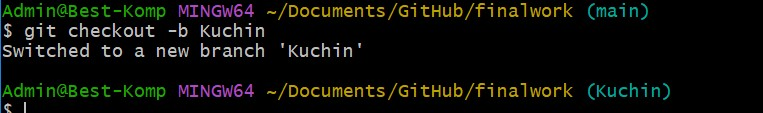 Admin@Best-Komp MINGW64 ~/Documents/GitHub/finalwork (main)
$ git checkout -b Kuchin
Switched to a new branch 'Kuchin'
Admin@Best-Komp MINGW64 ~/Documents/GitHub/finalwork (Kuchin)
$